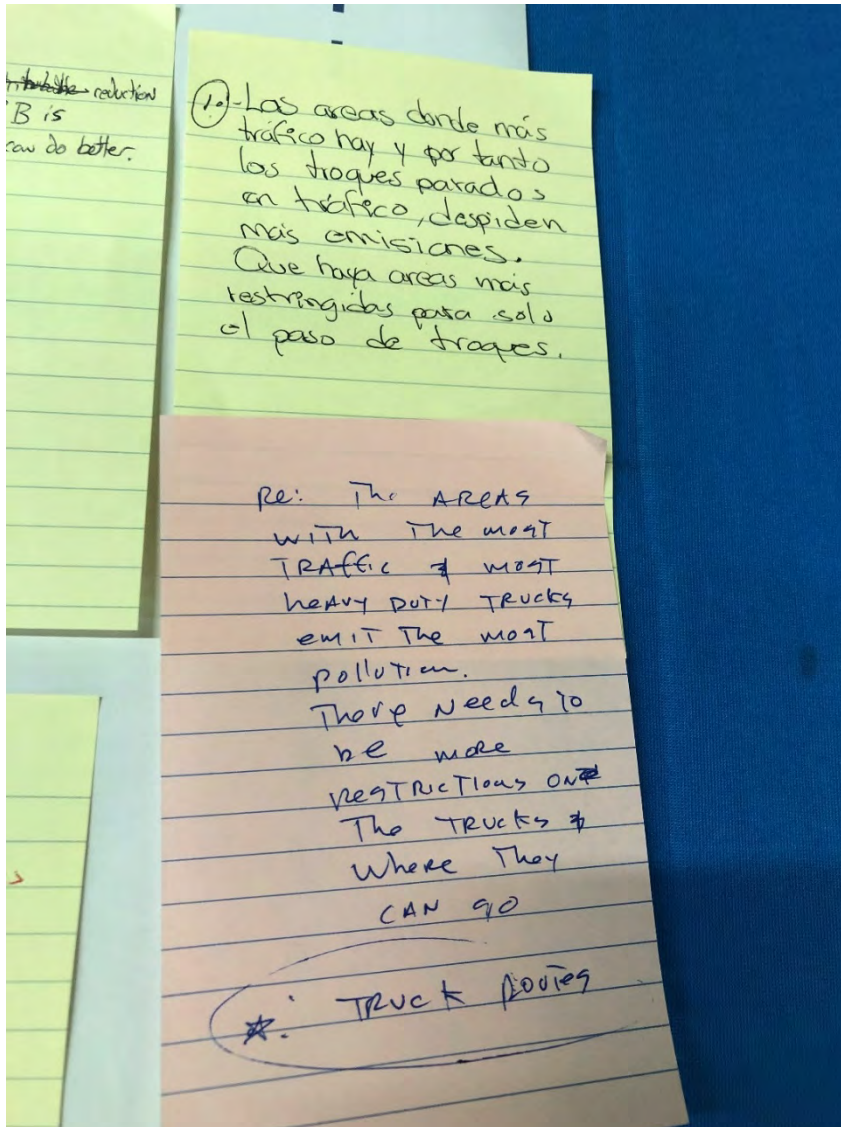 reduction
B is
can do better.
1.- Las areas donde más
tráfico hay y por tanto
los troques parados
en tráfico, despiden
más emisiones.
Que haya areas más
restringidas para solo
el paso de troques.
Re: The AREAS
WITH The MOST
TRAffic & MOST
HEAVY DUTY TRUCKS
EMIT The MOST
pollution.
There Needs to
be more
RESTRICTIONS ON
The TRUCKS &
Where They
CAN go
*: TRUCK ROUTES